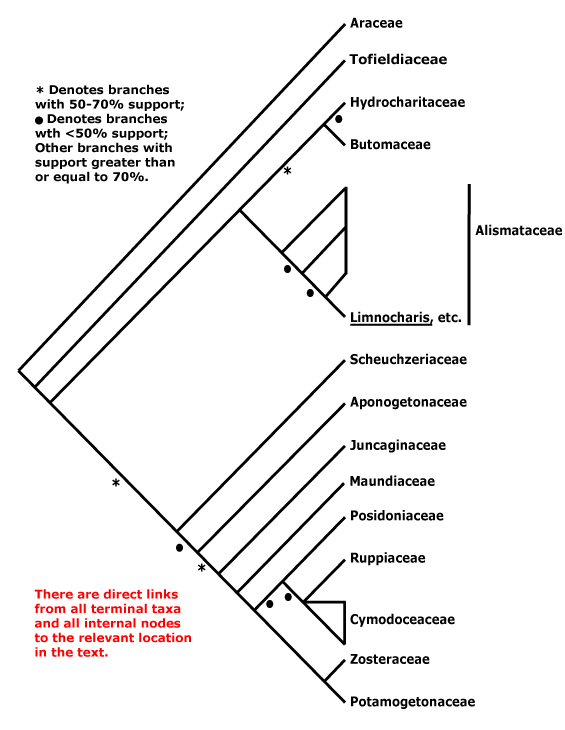 Araceae
Tofieldiaceae
* Denotes branches
with 50-70% support;
● Denotes branches
wth <50% support;
Other branches with
support greater than
or equal to 70%.
Hydrocharitaceae
Butomaceae
*
Alismataceae
Limnocharis, etc.
Scheuchzeriaceae
Aponogetonaceae
Juncaginaceae
Maundiaceae
*
Posidoniaceae
Ruppiaceae
*
There are direct links
from all terminal taxa
and all internal nodes
to the relevant location
in the text.
Cymodoceaceae
Zosteraceae
Potamogetonaceae